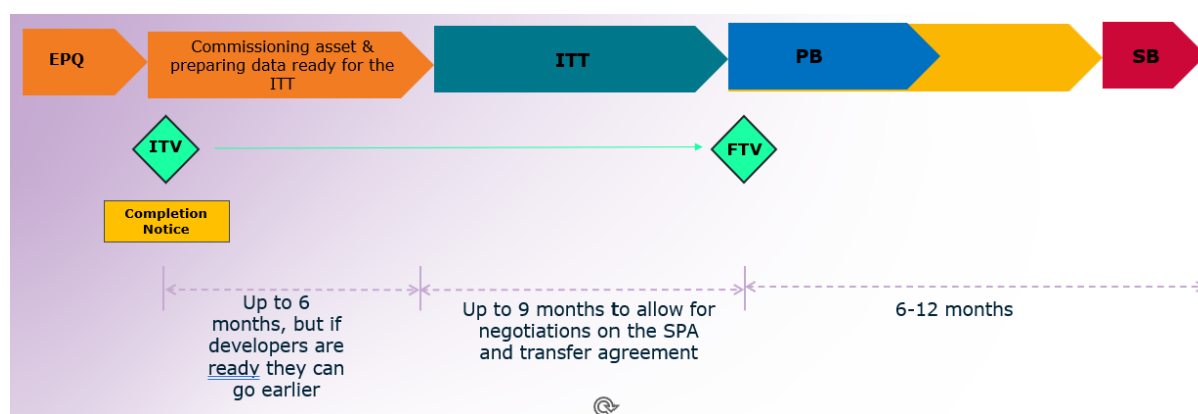 EPQ
Commissioning asset &
preparing data ready for the
ITT
ITT
PB
SB
ITV
FTV
Completion
Notice
Up to 6
months, but if
developers are
ready they can
go earlier
Up to 9 months to allow for
negotiations on the SPA
and transfer agreement
6-12 months